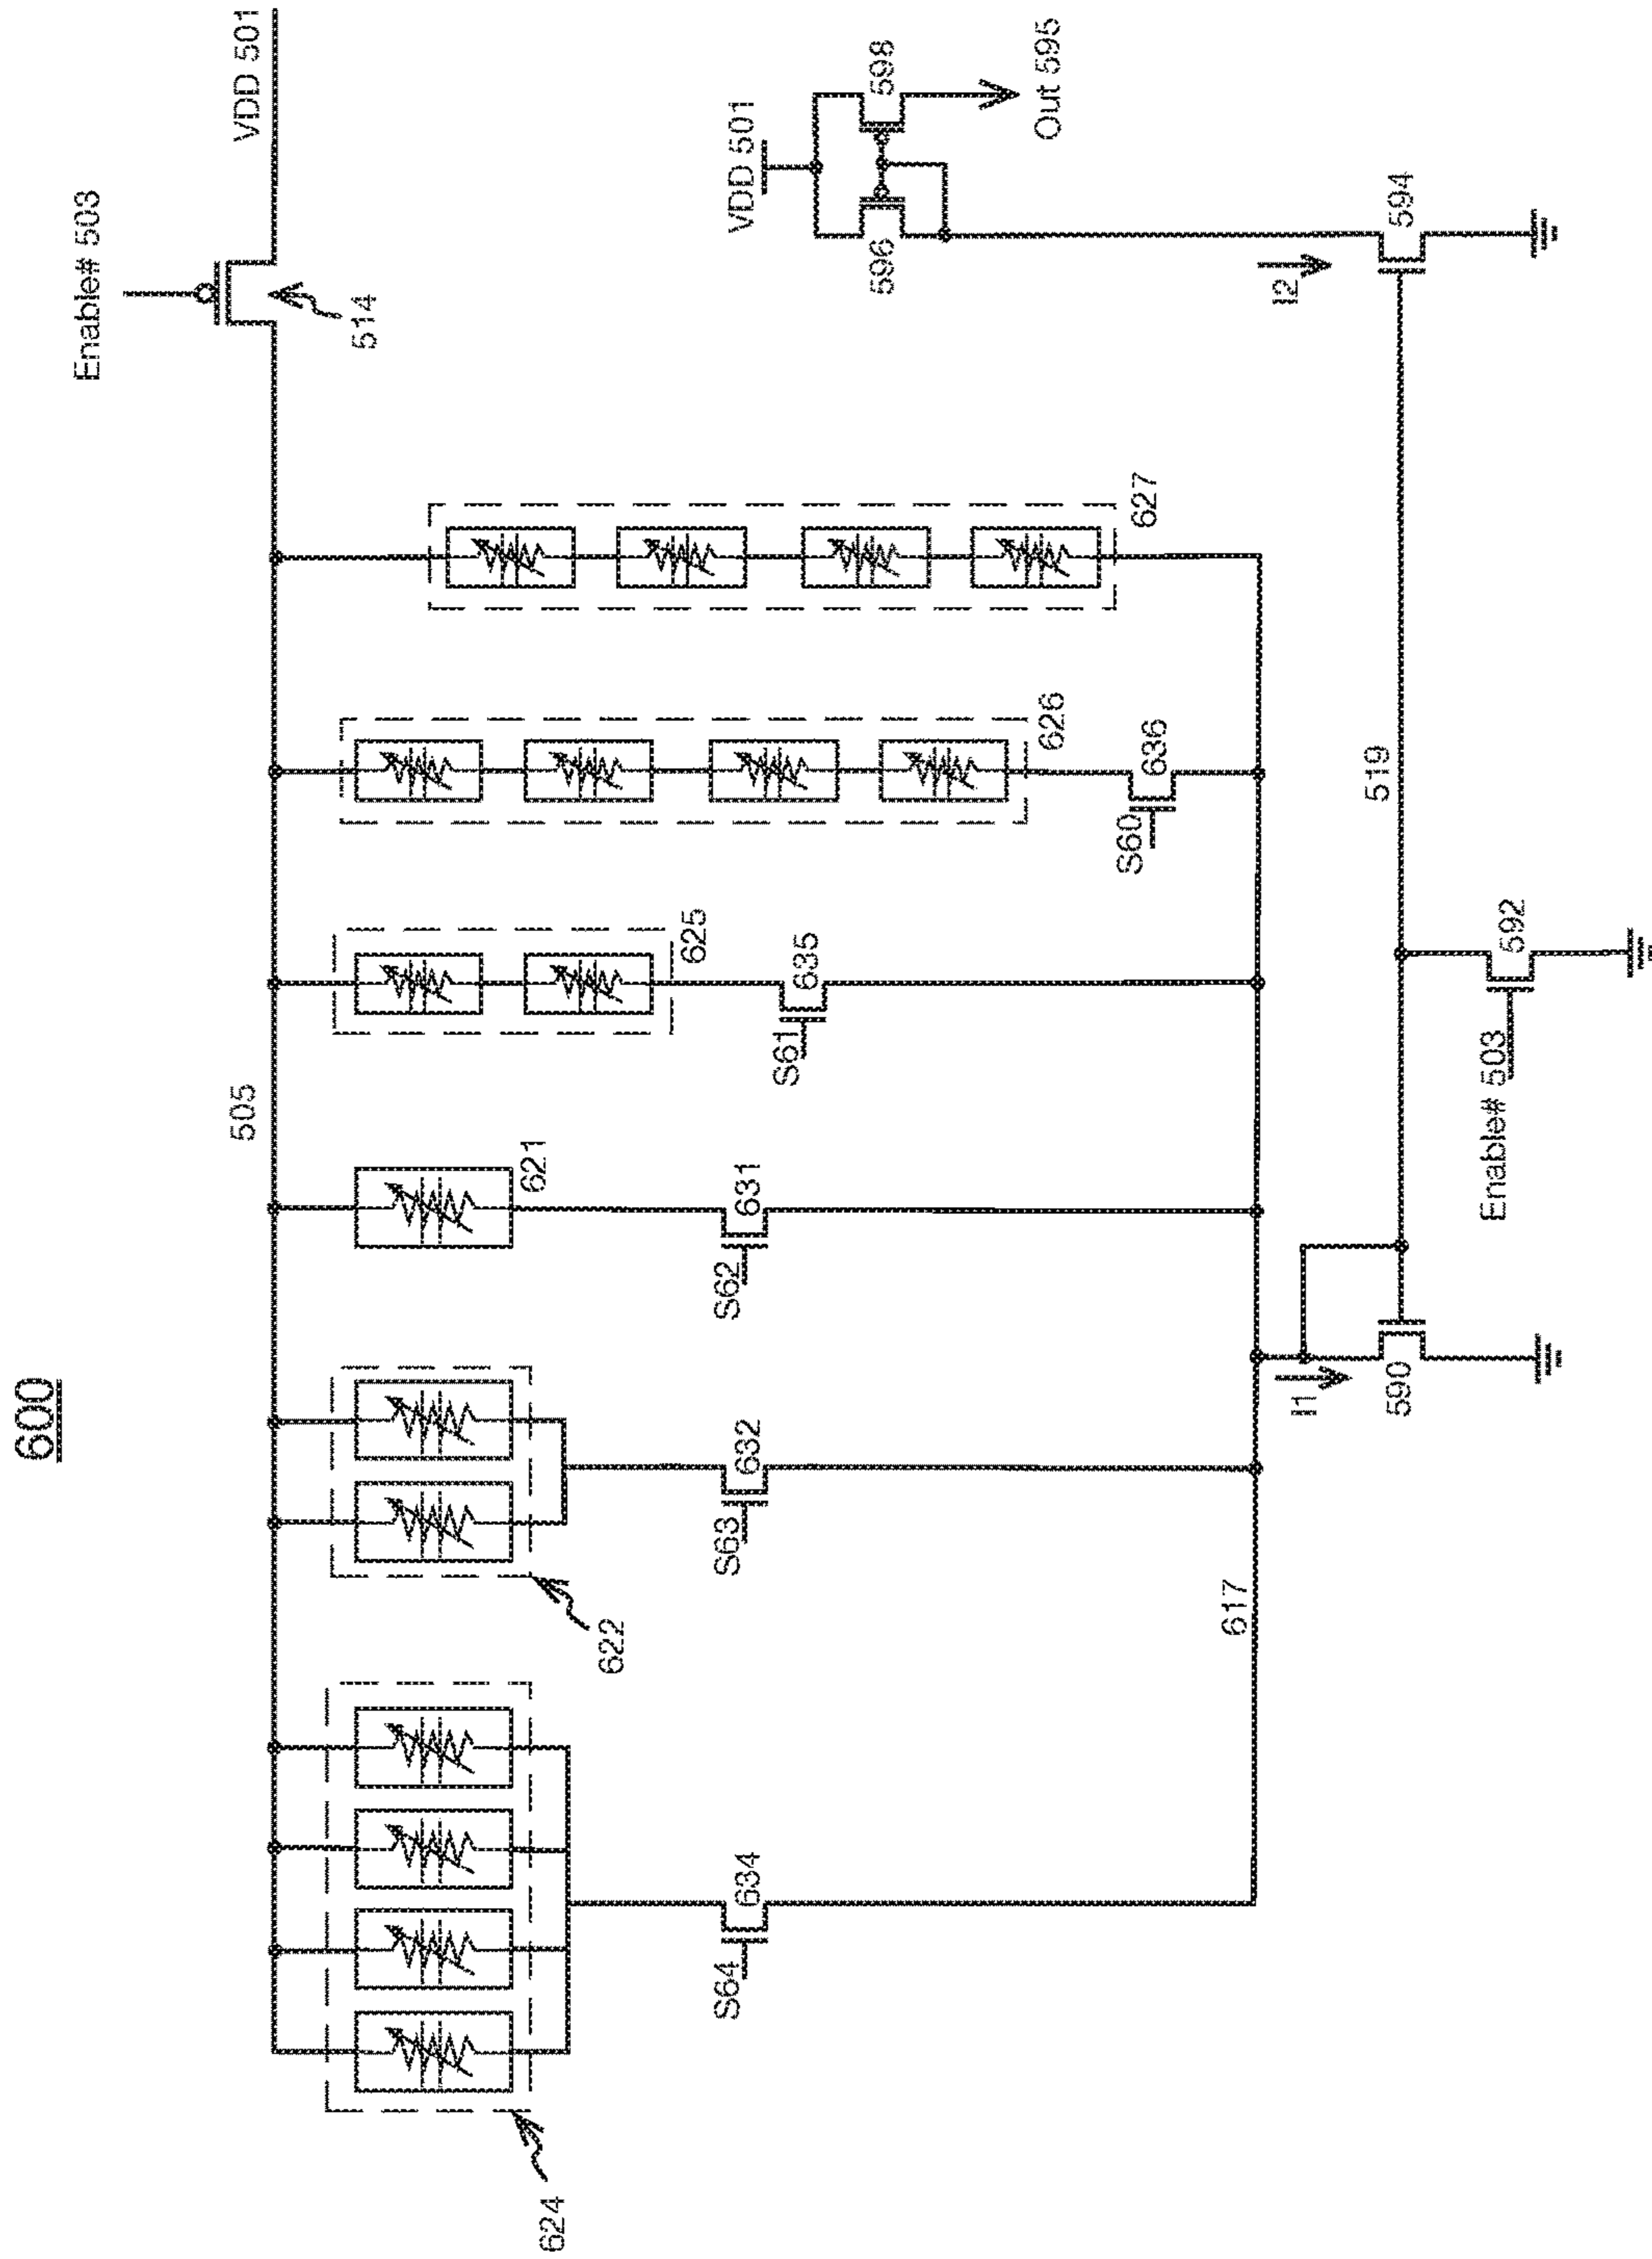 600
Enable# 503
VDD 501
514
505
624
622
621
625
626
627
S64
634
S63
632
S62
631
S61
635
S60
636
617
VDD 501
596
598
Out 595
I1
590
519
Enable# 503
592
I2
594